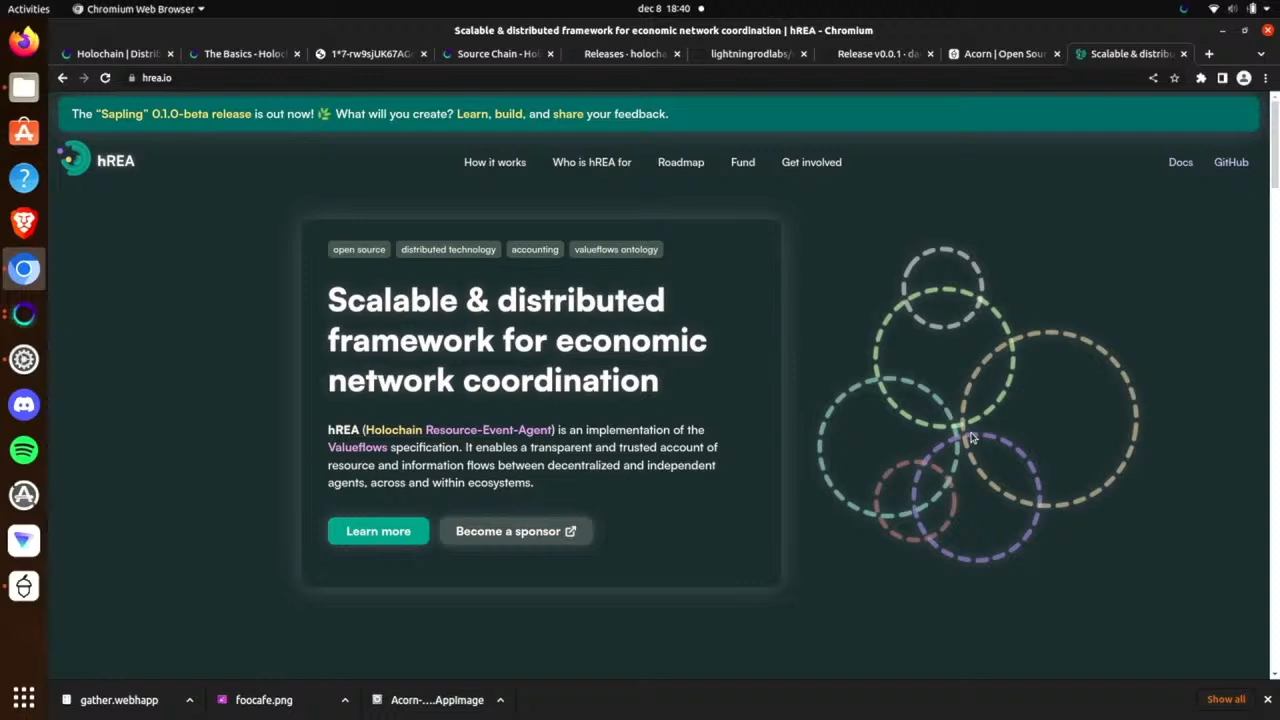 Activities
Chromium Web Browser
dec 8 18:40
Scalable & distributed framework for economic network coordination | hREA - Chromium
Holochain | Distri
The Basics - Holoc
1*7-rw9sjUK67AG
Source Chain - Hol
Releases · holocha
lightningrodlabs/
Release v0.0.1 · da
Acorn | Open Sou
Scalable & distribu
hrea.io
The “Sapling” 0.1.0-beta release is out now! 🌿 What will you create? Learn, build, and share your feedback.
hREA
How it works
Who is hREA for
Roadmap
Fund
Get involved
Docs
GitHub
open source
distributed technology
accounting
valueflows ontology
Scalable & distributed
framework for economic
network coordination
hREA (Holochain Resource-Event-Agent) is an implementation of the
Valueflows specification. It enables a transparent and trusted account of
resource and information flows between decentralized and independent
agents, across and within ecosystems.
Learn more
Become a sponsor
gather.webhapp
foocafe.png
Acorn-....AppImage
Show all